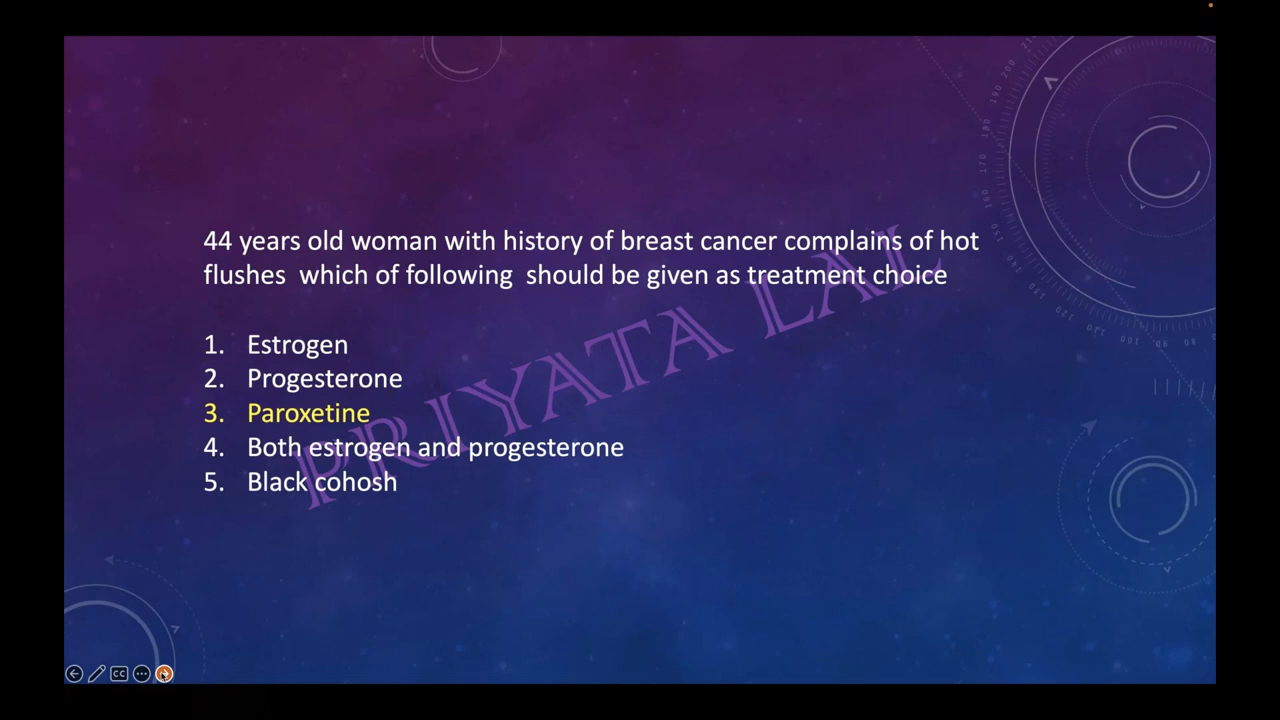 44 years old woman with history of breast cancer complains of hot
flushes which of following should be given as treatment choice
1. Estrogen
2. Progesterone
3. Paroxetine
4. Both estrogen and progesterone
5. Black cohosh
PRIYATA LAL
CC